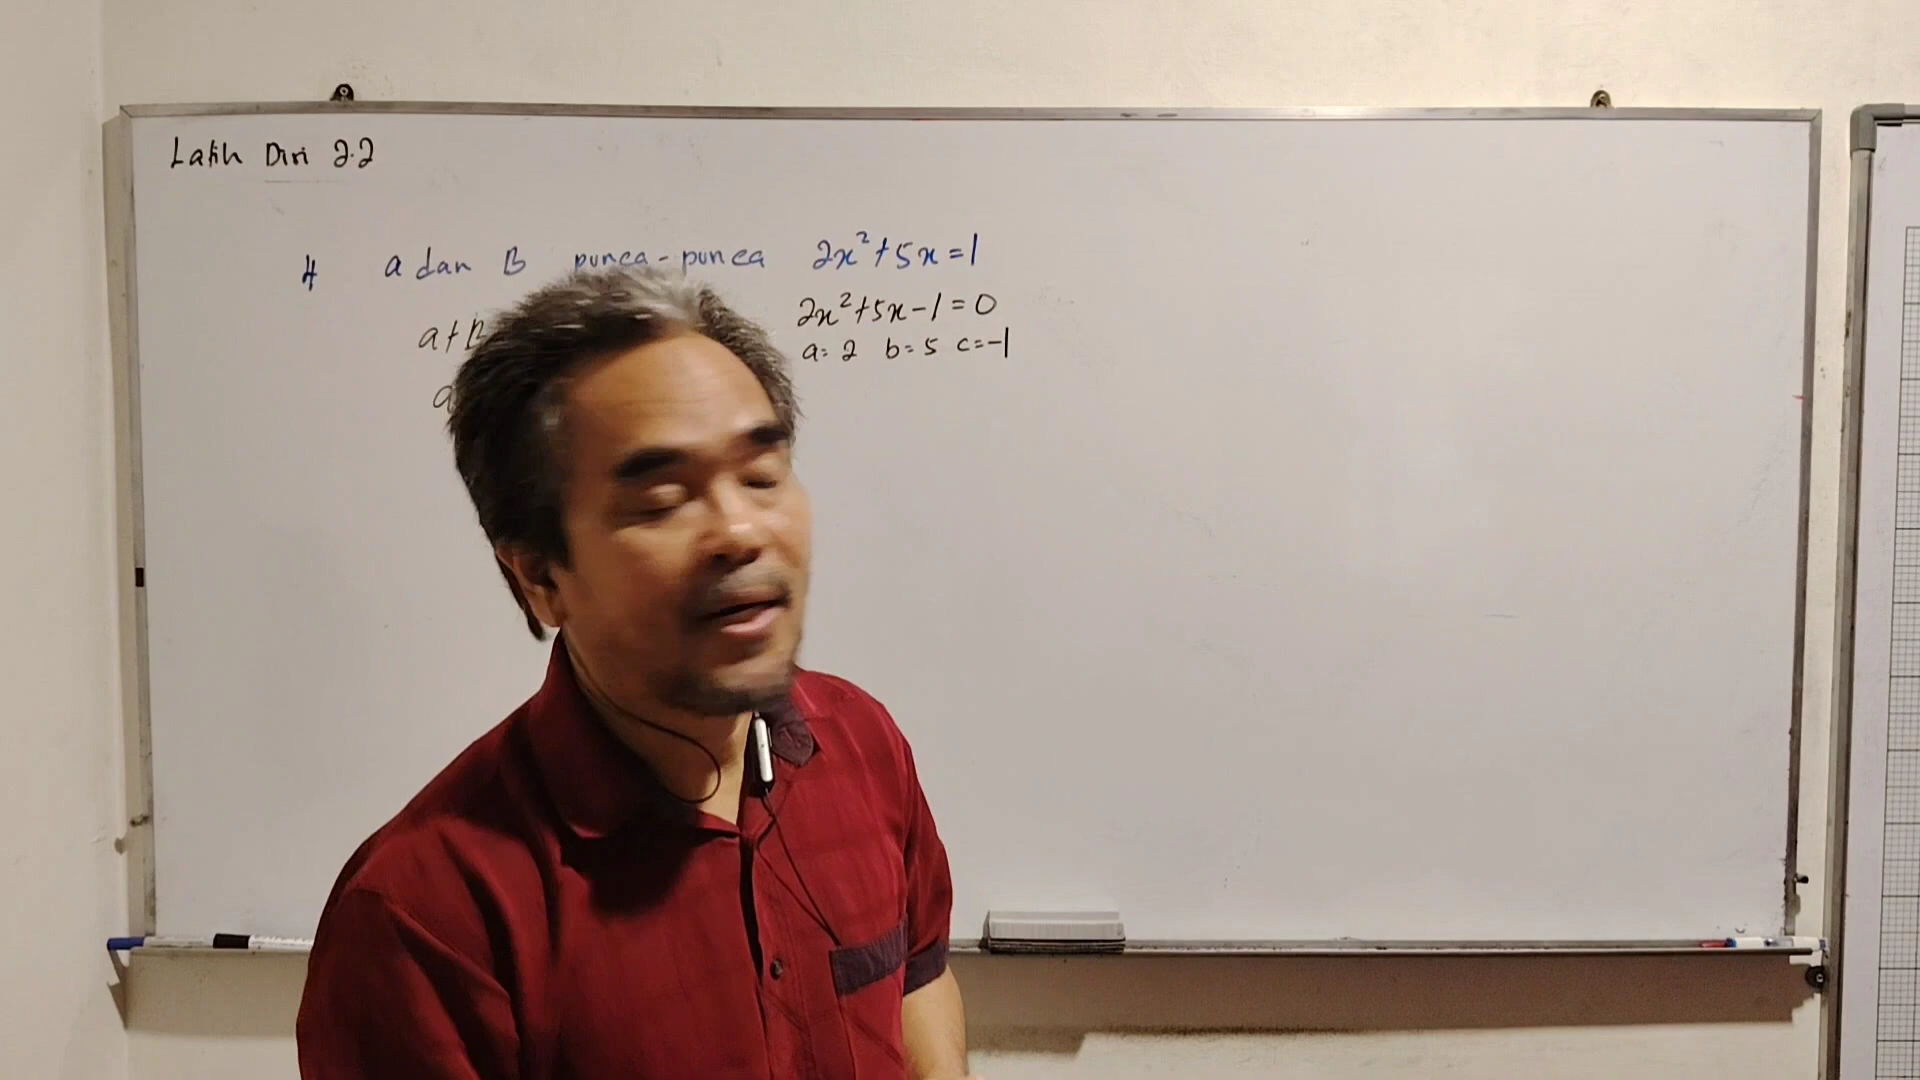 Latih Diri 2.2
4 α dan β punca-punca 2x²+5x=1
α+β
2x²+5x-1=0
a=2 b=5 c=-1
α